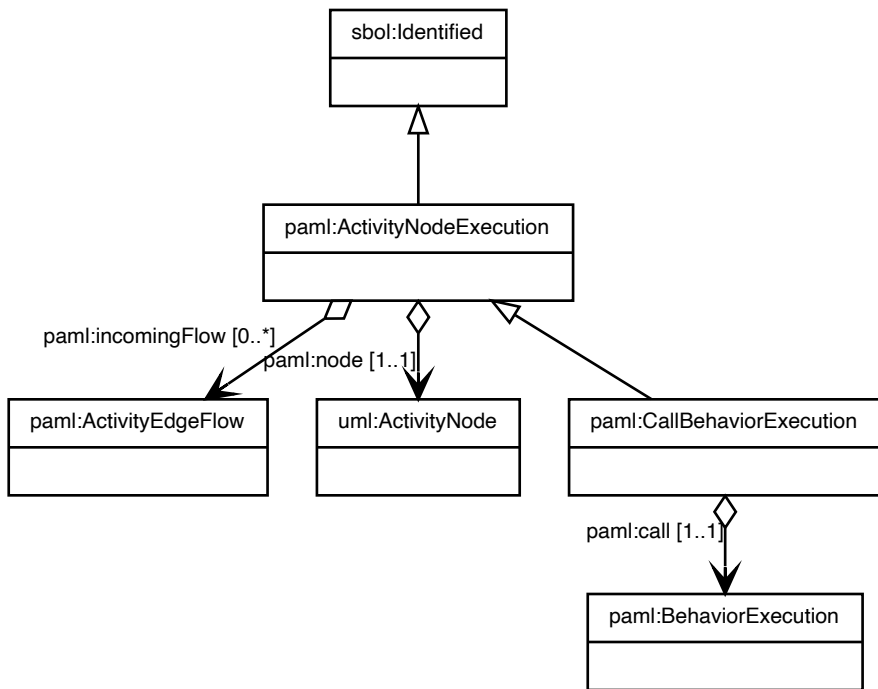 sbol:Identified
paml:ActivityNodeExecution
paml:incomingFlow [0..*]
paml:node [1..1]
paml:ActivityEdgeFlow
uml:ActivityNode
paml:CallBehaviorExecution
paml:call [1..1]
paml:BehaviorExecution